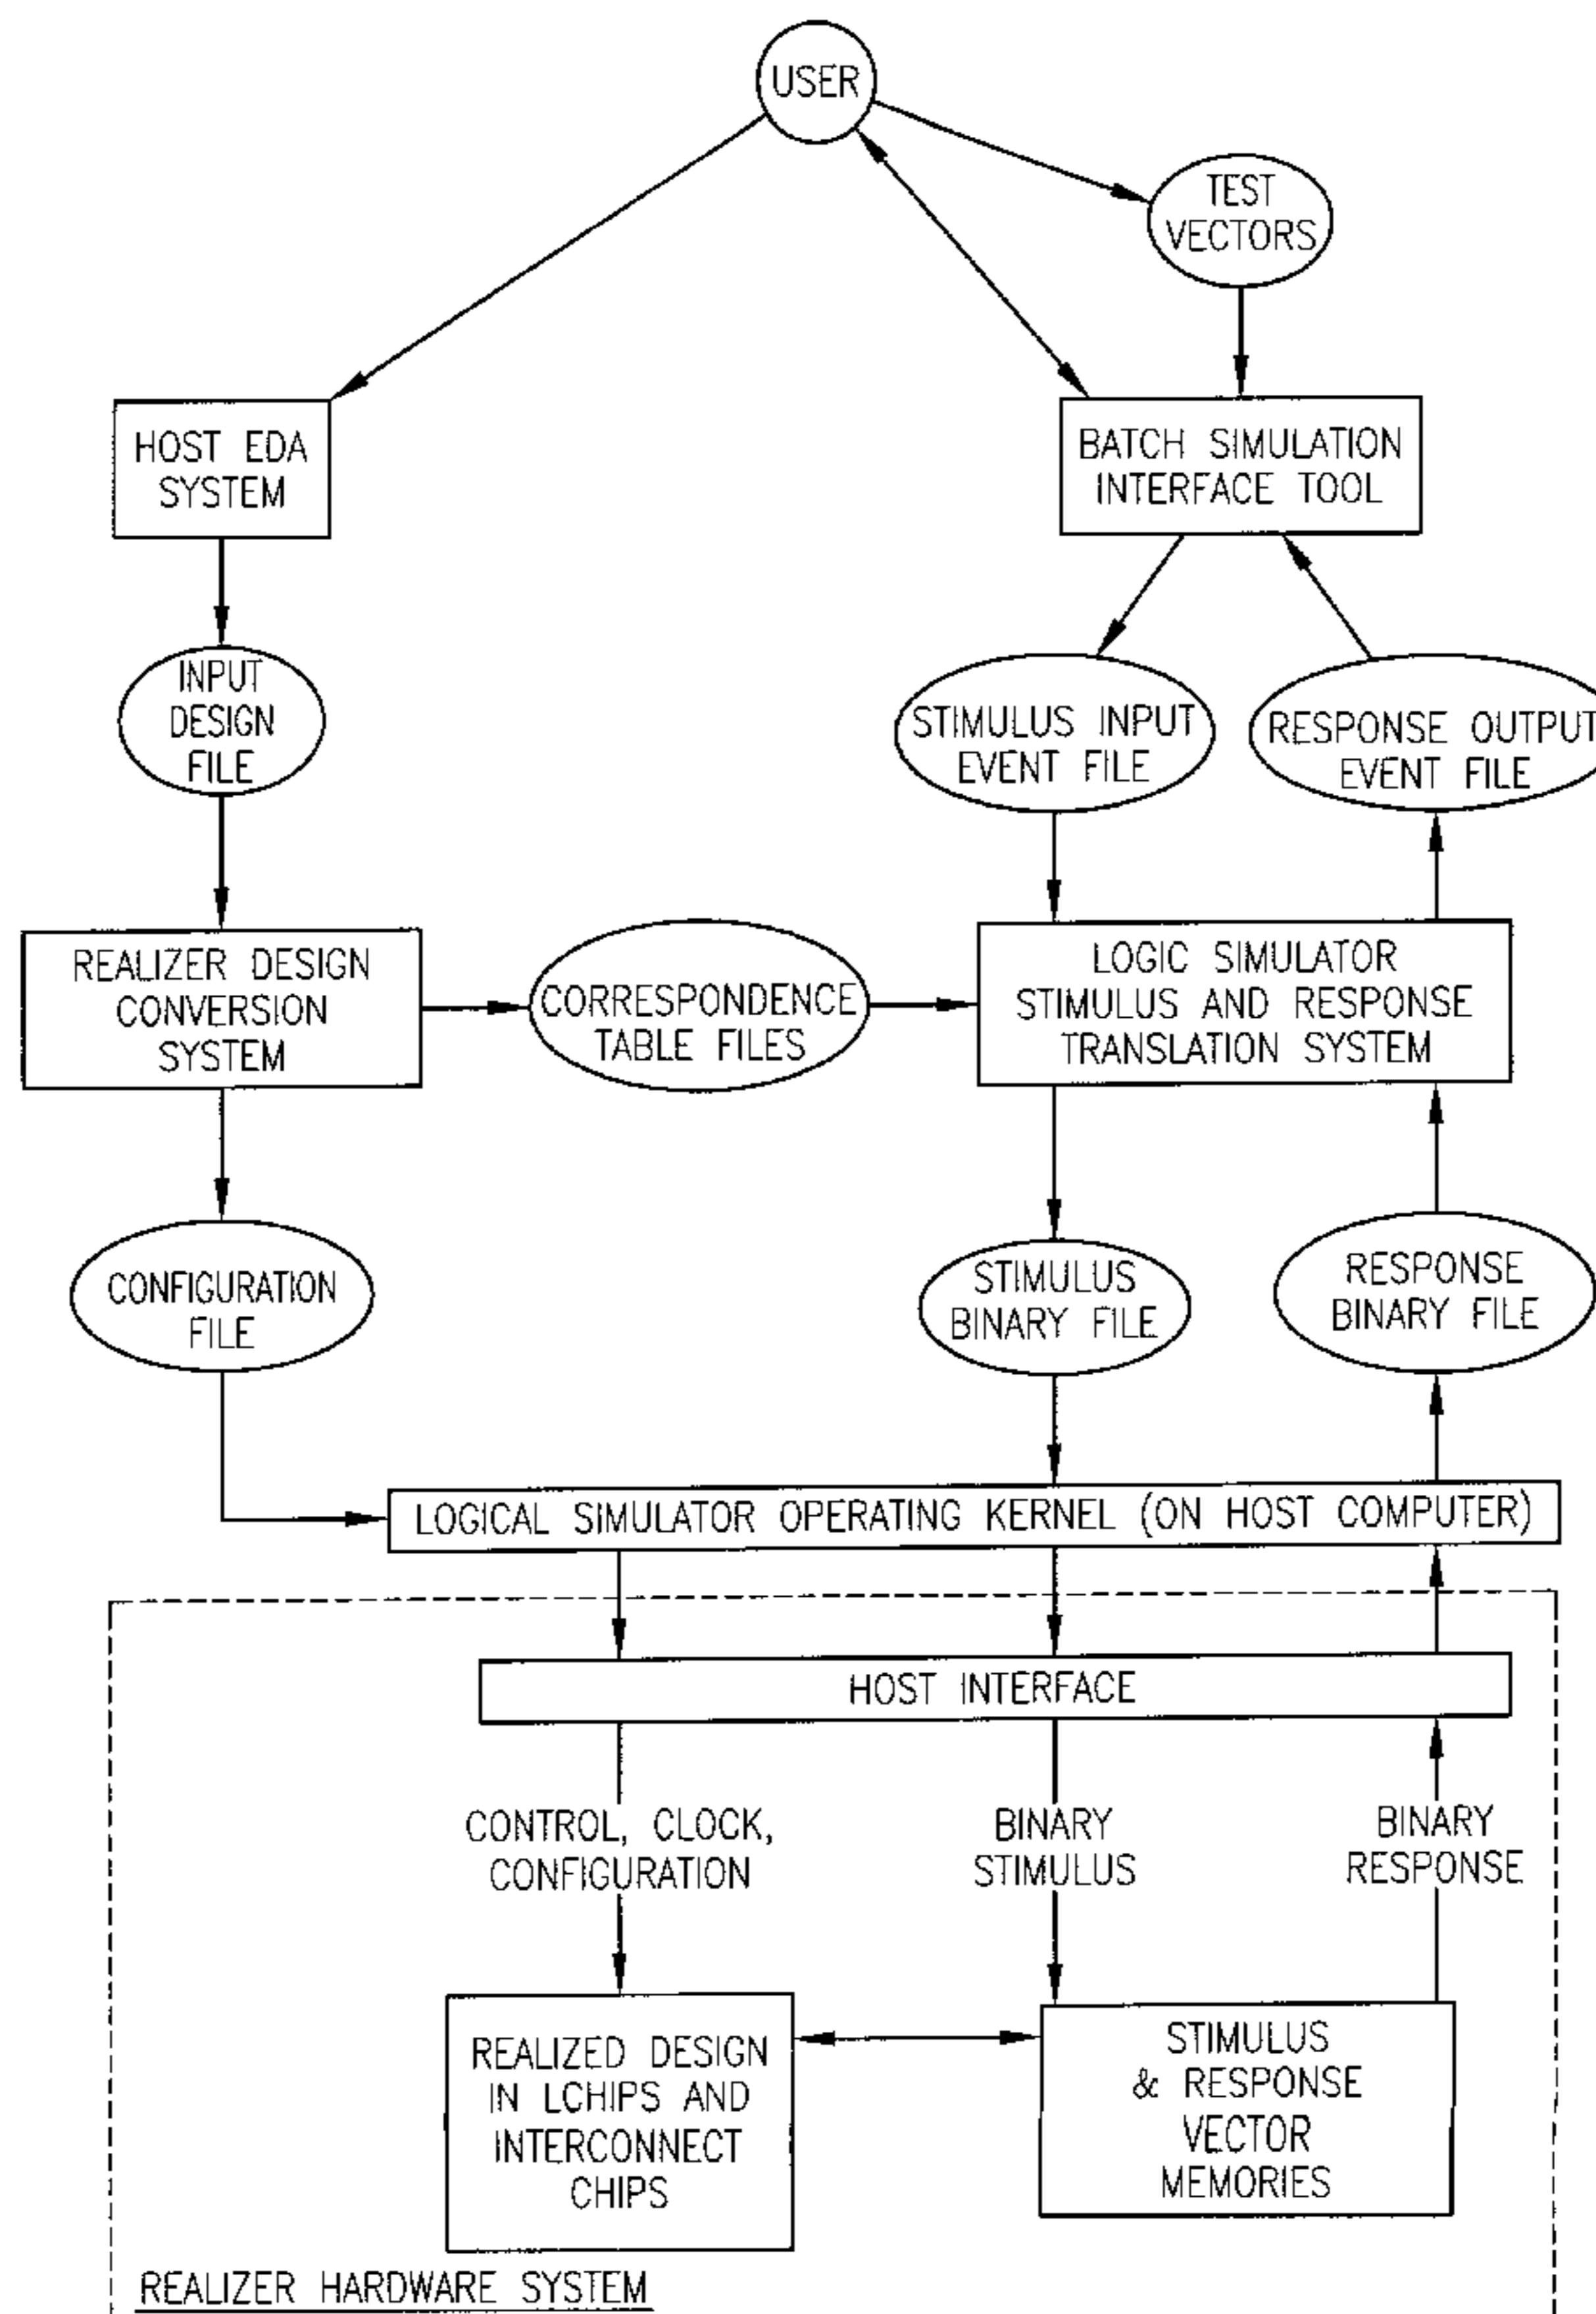 USER
TEST
VECTORS
HOST EDA
SYSTEM
BATCH SIMULATION
INTERFACE TOOL
INPUT
DESIGN
FILE
STIMULUS INPUT
EVENT FILE
RESPONSE OUTPUT
EVENT FILE
REALIZER DESIGN
CONVERSION
SYSTEM
CORRESPONDENCE
TABLE FILES
LOGIC SIMULATOR
STIMULUS AND RESPONSE
TRANSLATION SYSTEM
CONFIGURATION
FILE
STIMULUS
BINARY FILE
RESPONSE
BINARY FILE
LOGICAL SIMULATOR OPERATING KERNEL (ON HOST COMPUTER)
HOST INTERFACE
CONTROL, CLOCK,
CONFIGURATION
BINARY
STIMULUS
BINARY
RESPONSE
REALIZED DESIGN
IN LCHIPS AND
INTERCONNECT
CHIPS
STIMULUS
& RESPONSE
VECTOR
MEMORIES
REALIZER HARDWARE SYSTEM